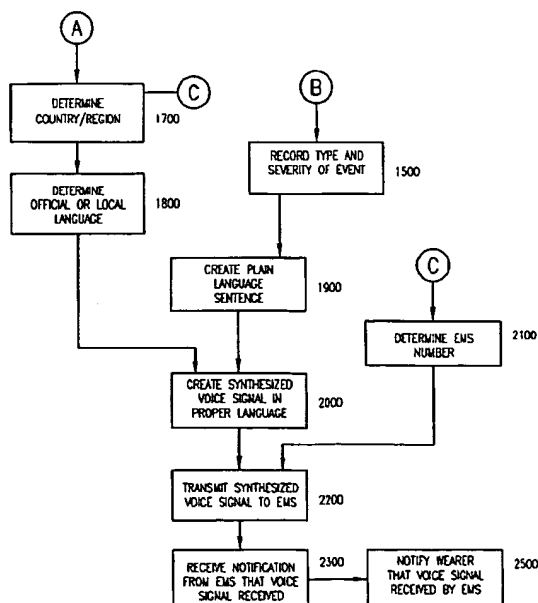 A
DETERMINE
COUNTRY/REGION
1700
C
B
RECORD TYPE AND
SEVERITY OF EVENT
1500
DETERMINE
OFFICIAL OR LOCAL
LANGUAGE
1800
CREATE PLAIN
LANGUAGE
SENTENCE
1900
C
DETERMINE EMS
NUMBER
2100
CREATE SYNTHESIZED
VOICE SIGNAL IN
PROPER LANGUAGE
2000
TRANSMIT SYNTHESIZED
VOICE SIGNAL TO EMS
2200
RECEIVE NOTIFICATION
FROM EMS THAT VOICE
SIGNAL RECEIVED
2300
NOTIFY WEARER
THAT VOICE SIGNAL
RECEIVED BY EMS
2500